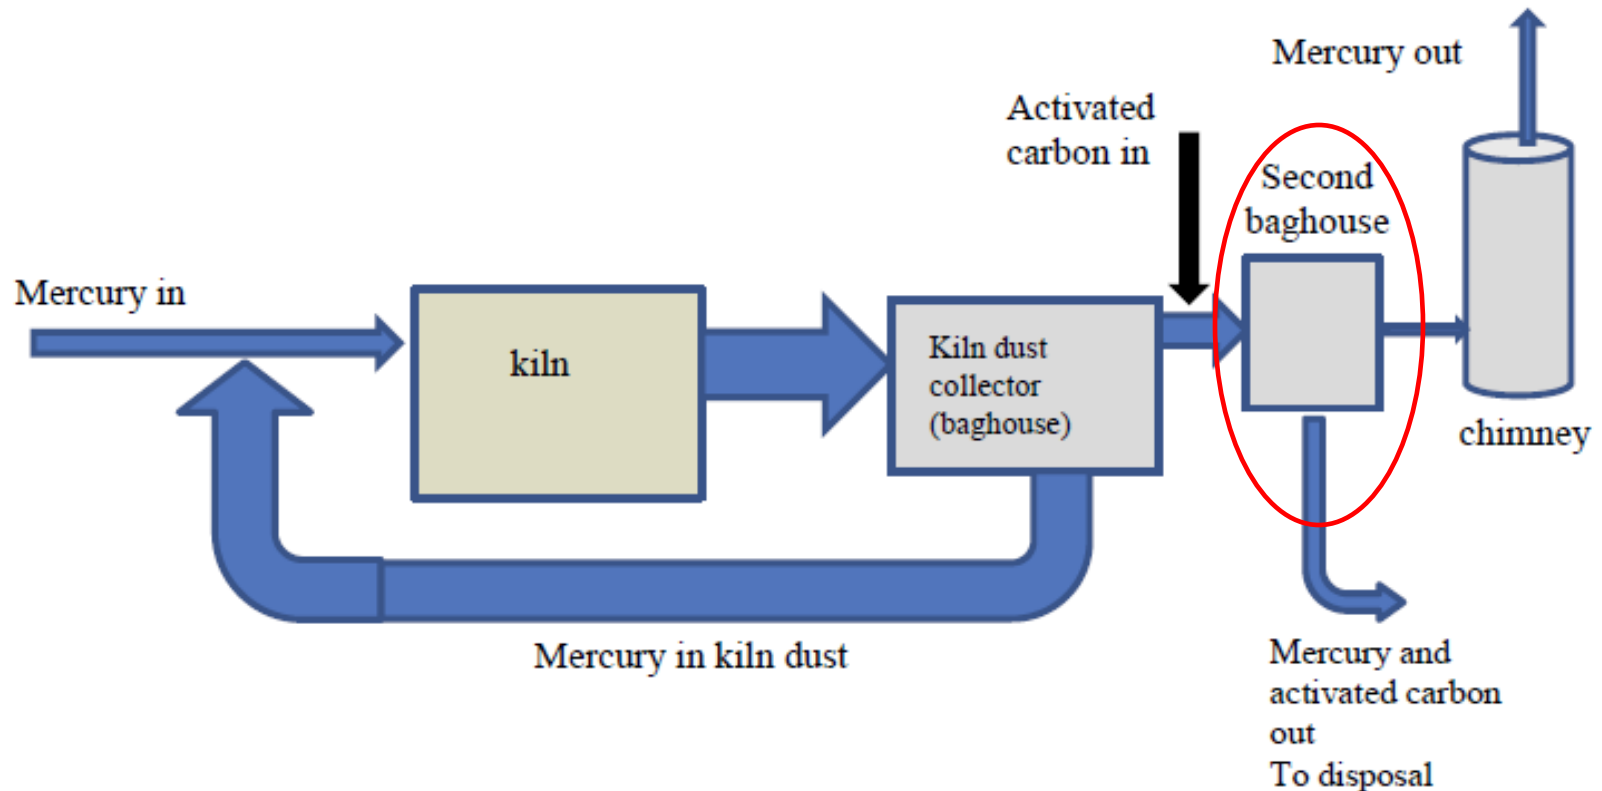 Mercury out
Activated
carbon in
Second
baghouse
Mercury in
kiln
Kiln dust
collector
(baghouse)
chimney
Mercury in kiln dust
Mercury and
activated carbon
out
To disposal